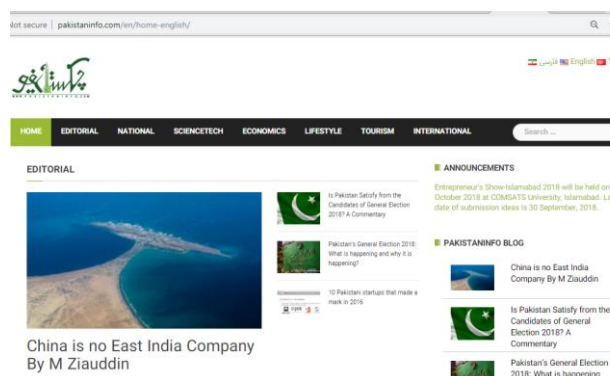 Not secure | pakistaninfo.com/en/home-english/
فارسی English
پاکستان انفو
HOME EDITORIAL NATIONAL SCIENCETECH ECONOMICS LIFESTYLE TOURISM INTERNATIONAL Search ...
EDITORIAL
China is no East India Company
By M Ziauddin
Is Pakistan Satisfy from the
Candidates of General Election
2018? A Commentary
Pakistan's General Election 2018:
What is happening and why it is
happening?
10 Pakistani startups that made a
mark in 2016
ANNOUNCEMENTS
Entrepreneur's Show-Islamabad 2018 will be held on
October 2018 at COMSATS University, Islamabad. La
date of submission ideas is 30 September, 2018.
PAKISTANINFO BLOG
China is no East India
Company By M Ziauddin
Is Pakistan Satisfy from the
Candidates of General
Election 2018? A
Commentary
Pakistan's General Election
2018: What is happening